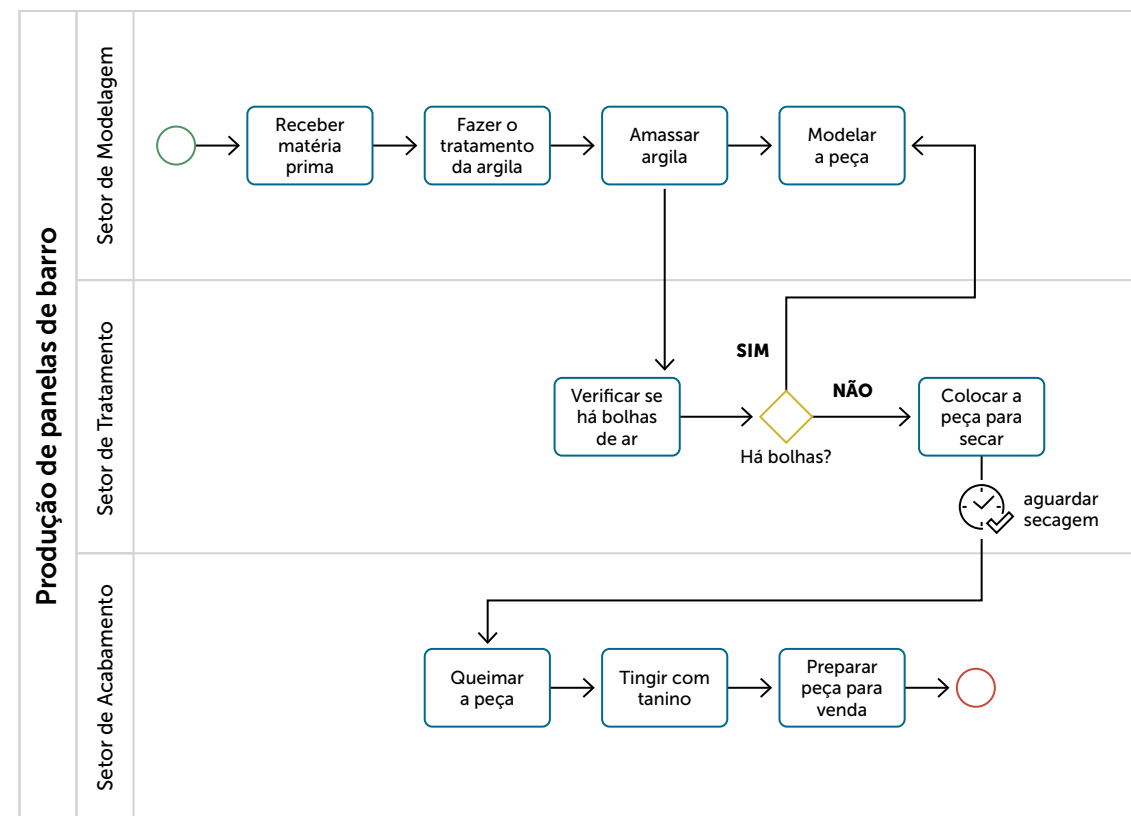 Produção de panelas de barro
Setor de Modelagem
Receber
matéria
prima
Fazer o
tratamento
da argila
Amassar
argila
Modelar
a peça
Setor de Tratamento
Verificar se
há bolhas
de ar
SIM
Há bolhas?
NÃO
Colocar a
peça para
secar
aguardar
secagem
Setor de Acabamento
Queimar
a peça
Tingir com
tanino
Preparar
peça para
venda